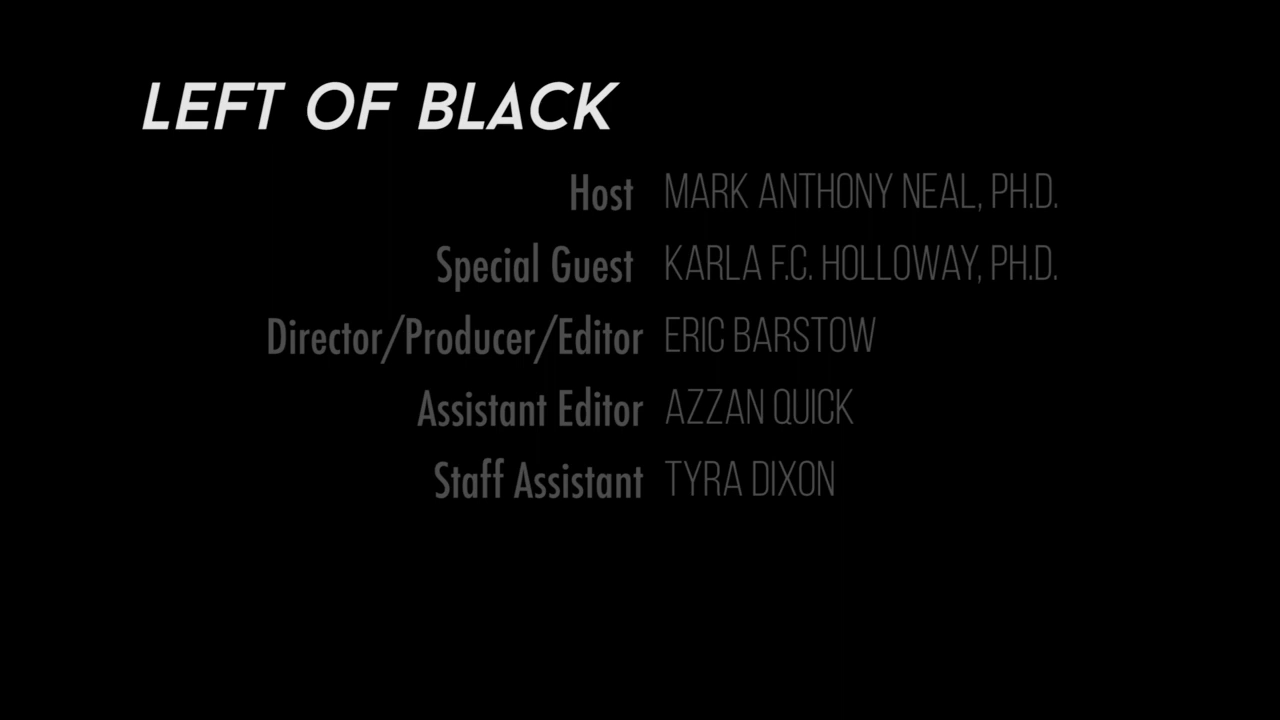 LEFT OF BLACK
Host MARK ANTHONY NEAL, PH.D.
Special Guest KARLA F.C. HOLLOWAY, PH.D.
Director/Producer/Editor ERIC BARSTOW
Assistant Editor AZZAN QUICK
Staff Assistant TYRA DIXON